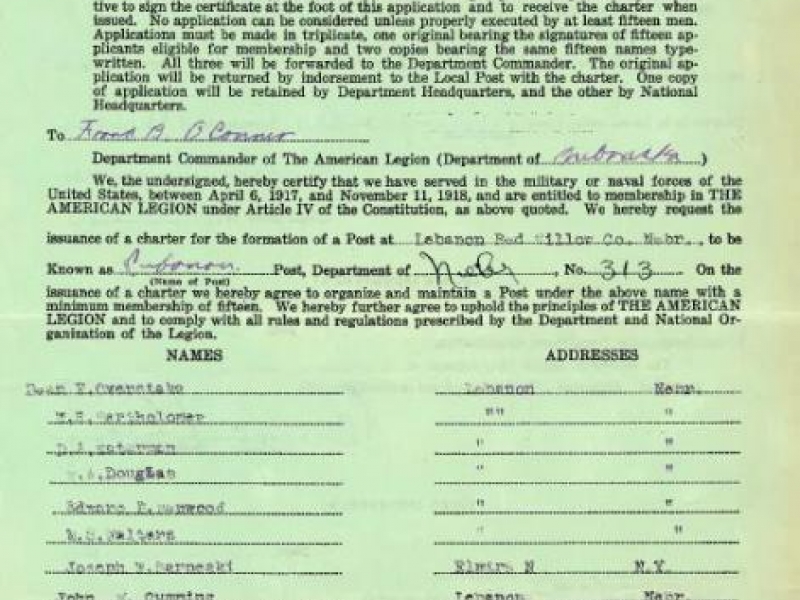 tive to sign the certificate at the foot of this application and to receive the charter when
issued. No application can be considered unless properly executed by at least fifteen men.
Applications must be made in triplicate, one original bearing the signatures of fifteen ap-
plicants eligible for membership and two copies bearing the same fifteen names type-
written. All three will be forwarded to the Department Commander. The original ap-
plication will be returned by indorsement to the Local Post with the charter. One copy
of application will be retained by Department Headquarters, and the other by National
Headquarters.
To Frank B. O'Connor
Department Commander of The American Legion (Department of Nebraska)
We, the undersigned, hereby certify that we have served in the military or naval forces of the
United States, between April 6, 1917, and November 11, 1918, and are entitled to membership in THE
AMERICAN LEGION under Article IV of the Constitution, as above quoted. We hereby request the
issuance of a charter for the formation of a Post at Lebanon Red Willow Co. Nebr., to be
Known as Lebanon Post, Department of Nebr, No. 313 On the
(Name of Post)
issuance of a charter we hereby agree to organize and maintain a Post under the above name with a
minimum membership of fifteen. We hereby further agree to uphold the principles of THE AMERICAN
LEGION and to comply with all rules and regulations prescribed by the Department and National Or-
ganization of the Legion.
NAMES ADDRESSES
Lebanon Nebr.
Bartholomew "" "
D.A. Waterman " "
Douglas " "
Edward " "
W.S. Walters " "
Joseph Elmira N N.Y.
John Cumming Lebanon Nebr.